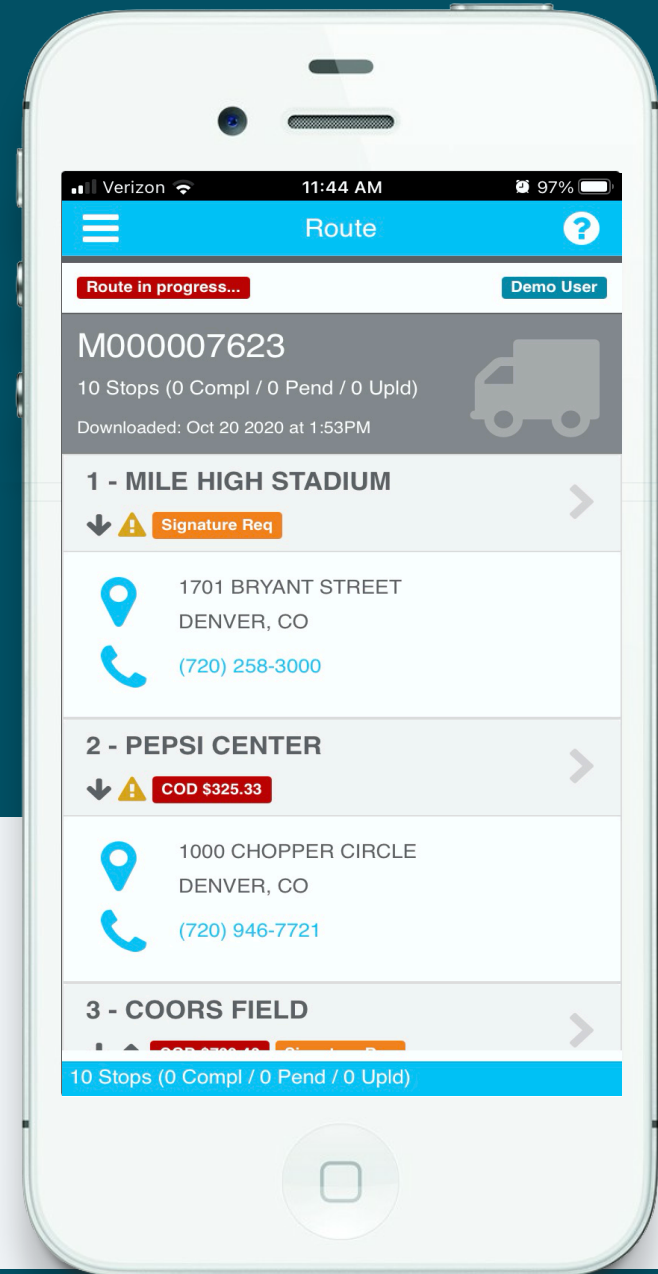 Verizon 11:44 AM 97%
Route ?
Route in progress... Demo User
M000007623
10 Stops (0 Compl / 0 Pend / 0 Upld)
Downloaded: Oct 20 2020 at 1:53PM
1 - MILE HIGH STADIUM
Signature Req
1701 BRYANT STREET
DENVER, CO
(720) 258-3000
2 - PEPSI CENTER
COD $325.33
1000 CHOPPER CIRCLE
DENVER, CO
(720) 946-7721
3 - COORS FIELD
10 Stops (0 Compl / 0 Pend / 0 Upld)